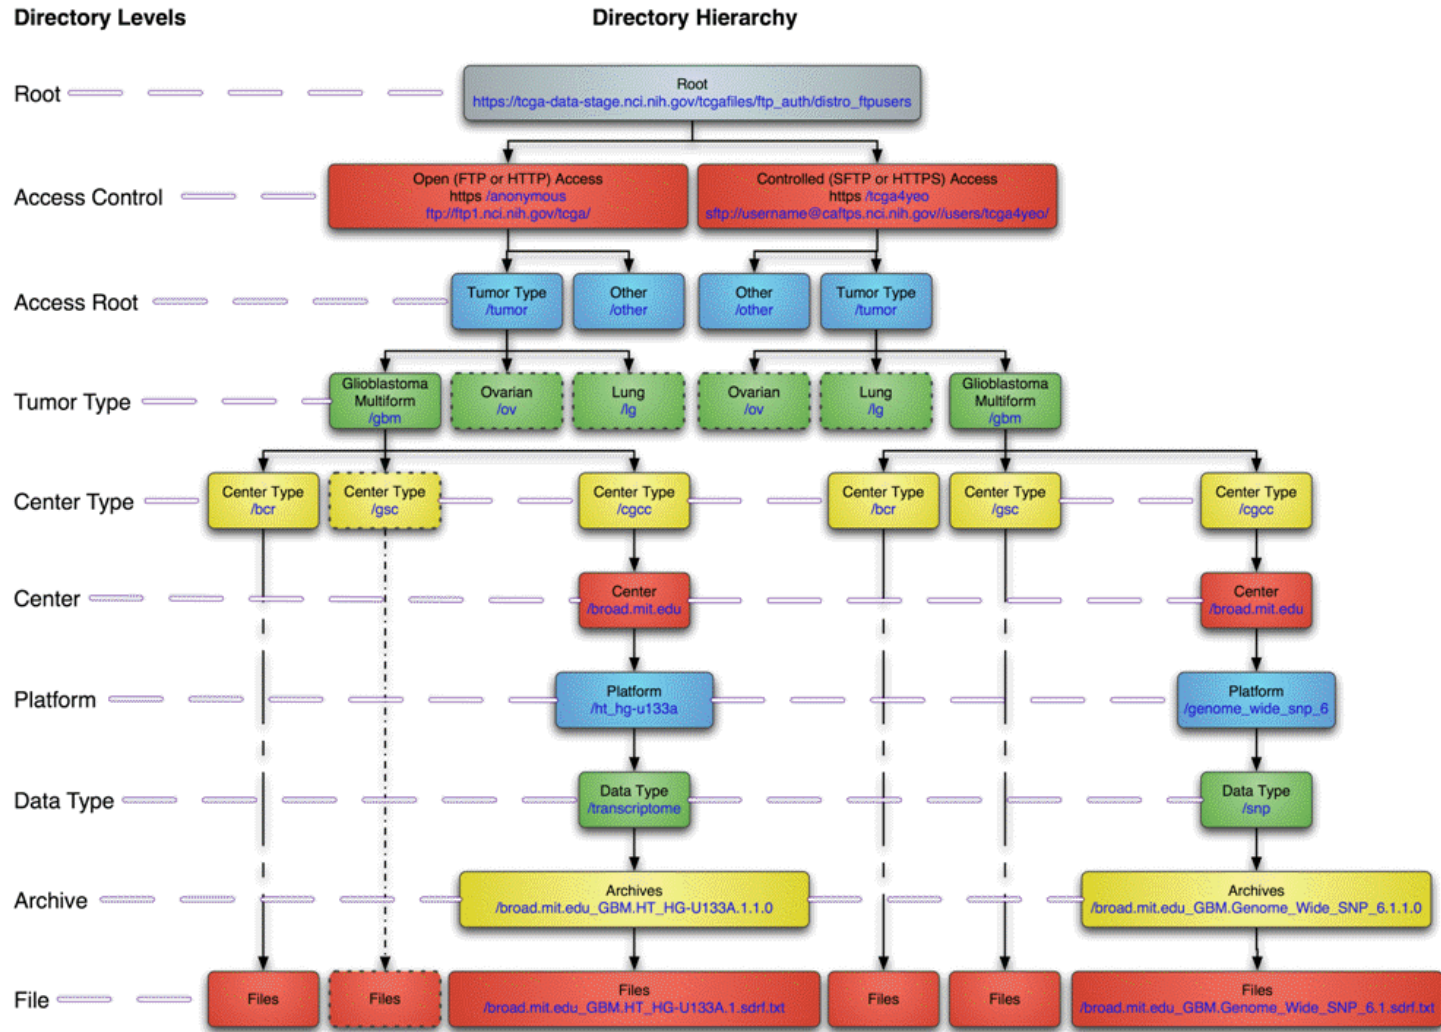 Directory Levels
Directory Hierarchy
Root
Root
https://tcga-data-stage.nci.nih.gov/tcgafiles/ftp_auth/distro_ftpusers
Access Control
Open (FTP or HTTP) Access
https /anonymous
ftp://ftp1.nci.nih.gov/tcga/
Controlled (SFTP or HTTPS) Access
https /tcga4yeo
sftp://username@caftps.nci.nih.gov//users/tcga4yeo/
Access Root
Tumor Type
/tumor
Other
/other
Other
/other
Tumor Type
/tumor
Tumor Type
Glioblastoma
Multiform
/gbm
Ovarian
/ov
Lung
/lg
Ovarian
/ov
Lung
/lg
Glioblastoma
Multiform
/gbm
Center Type
Center Type
/bcr
Center Type
/gsc
Center Type
/cgcc
Center Type
/bcr
Center Type
/gsc
Center Type
/cgcc
Center
Center
/broad.mit.edu
Center
/broad.mit.edu
Platform
Platform
/ht_hg-u133a
Platform
/genome_wide_snp_6
Data Type
Data Type
/transcriptome
Data Type
/snp
Archive
Archives
/broad.mit.edu_GBM.HT_HG-U133A.1.1.0
Archives
/broad.mit.edu_GBM.Genome_Wide_SNP_6.1.1.0
File
Files
Files
Files
/broad.mit.edu_GBM.HT_HG-U133A.1.sdrf.txt
Files
Files
Files
/broad.mit.edu_GBM.Genome_Wide_SNP_6.1.sdrf.txt